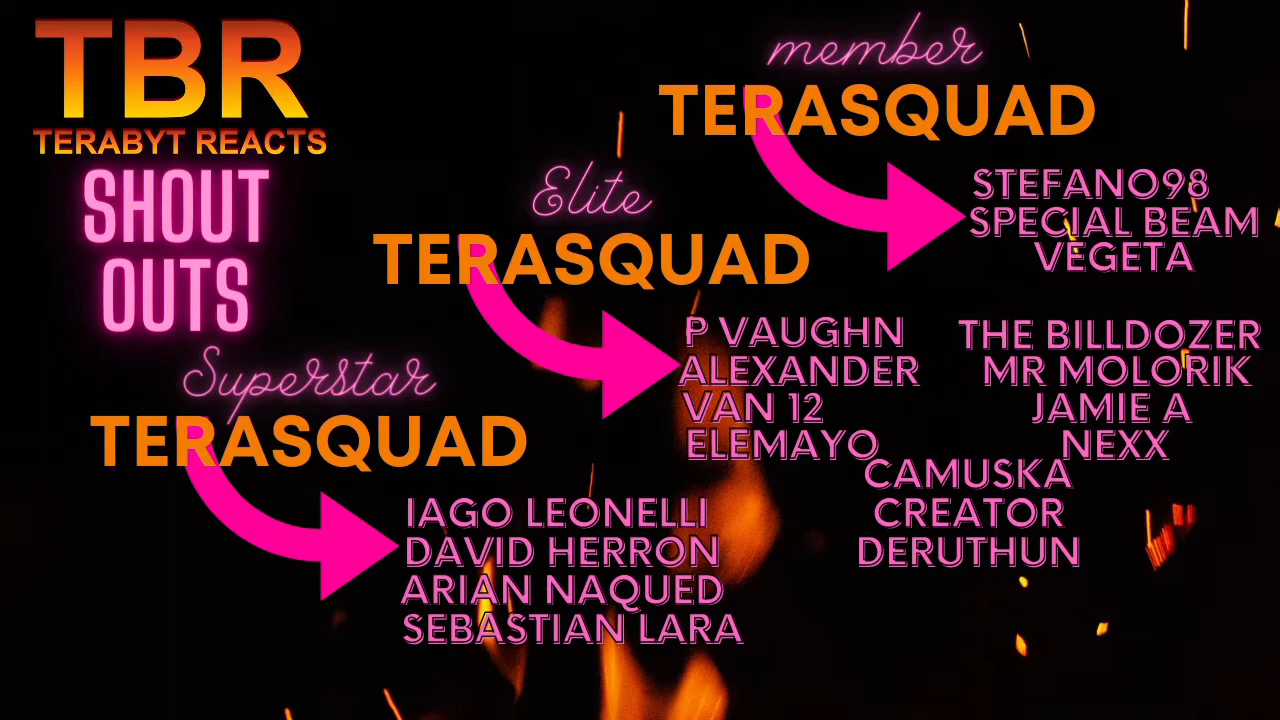 TBR
TERABYT REACTS
SHOUT
OUTS
member
TERASQUAD
STEFANO98
SPECIAL BEAM
VEGETA
Elite
TERASQUAD
P VAUGHN
ALEXANDER
VAN 12
ELEMAYO
THE BILLDOZER
MR MOLORIK
JAMIE A
NEXX
CAMUSKA
CREATOR
DERUTHUN
Superstar
TERASQUAD
IAGO LEONELLI
DAVID HERRON
ARIAN NAQUED
SEBASTIAN LARA